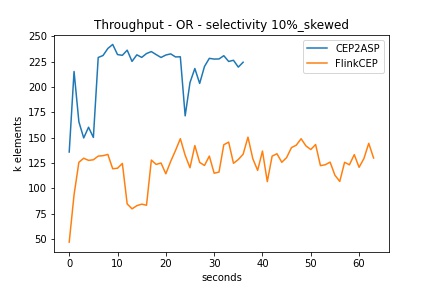 Throughput - OR - selectivity 10%_skewed
250
225
200
175
150
125
100
75
50
k elements
CEP2ASP
FlinkCEP
0 10 20 30 40 50 60
seconds